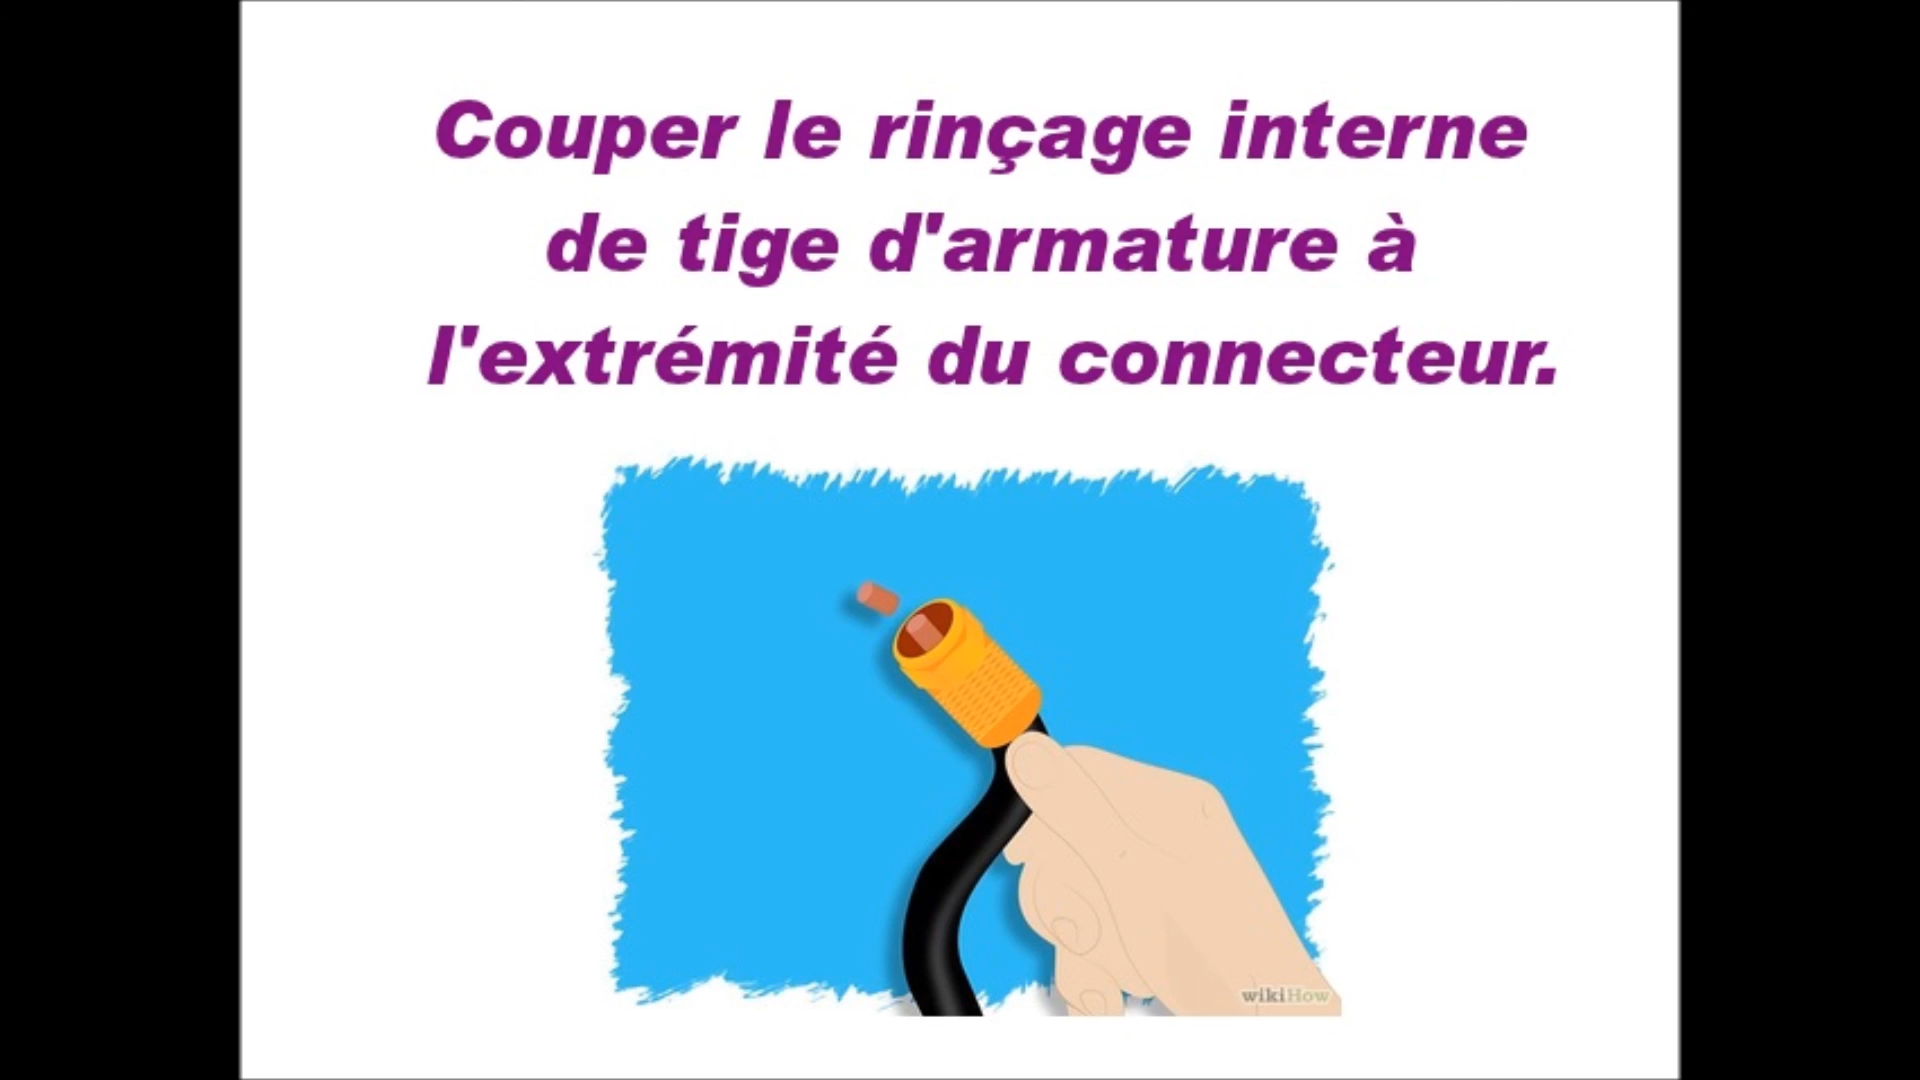 Couper le rinçage interne
de tige d'armature à
l'extrémité du connecteur.
wikiHow